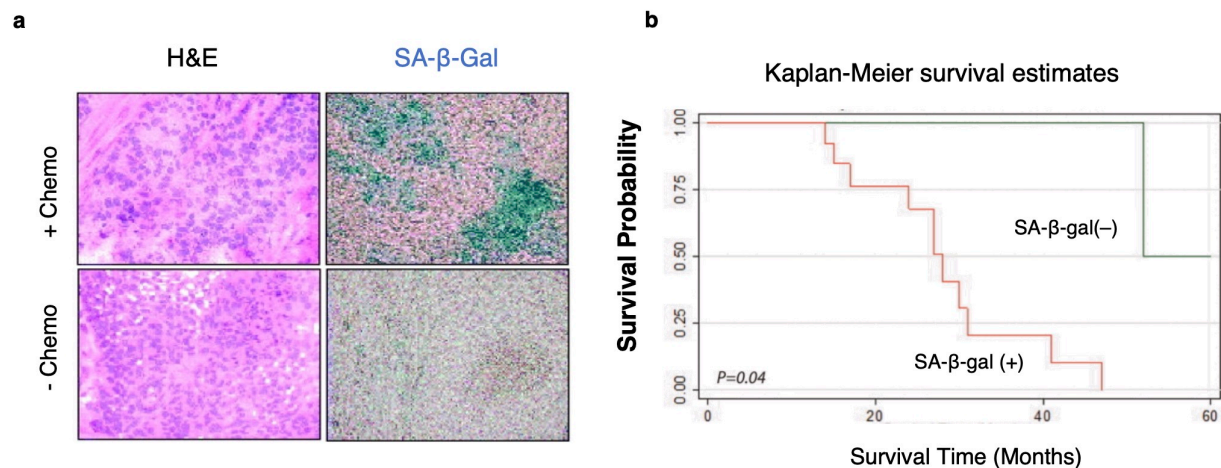 a
H&E
SA-β-Gal
+ Chemo
- Chemo
b
Kaplan-Meier survival estimates
Survival Probability
1.00
0.75
0.50
0.25
0.00
SA-β-gal(–)
SA-β-gal (+)
P=0.04
0
20
40
60
Survival Time (Months)